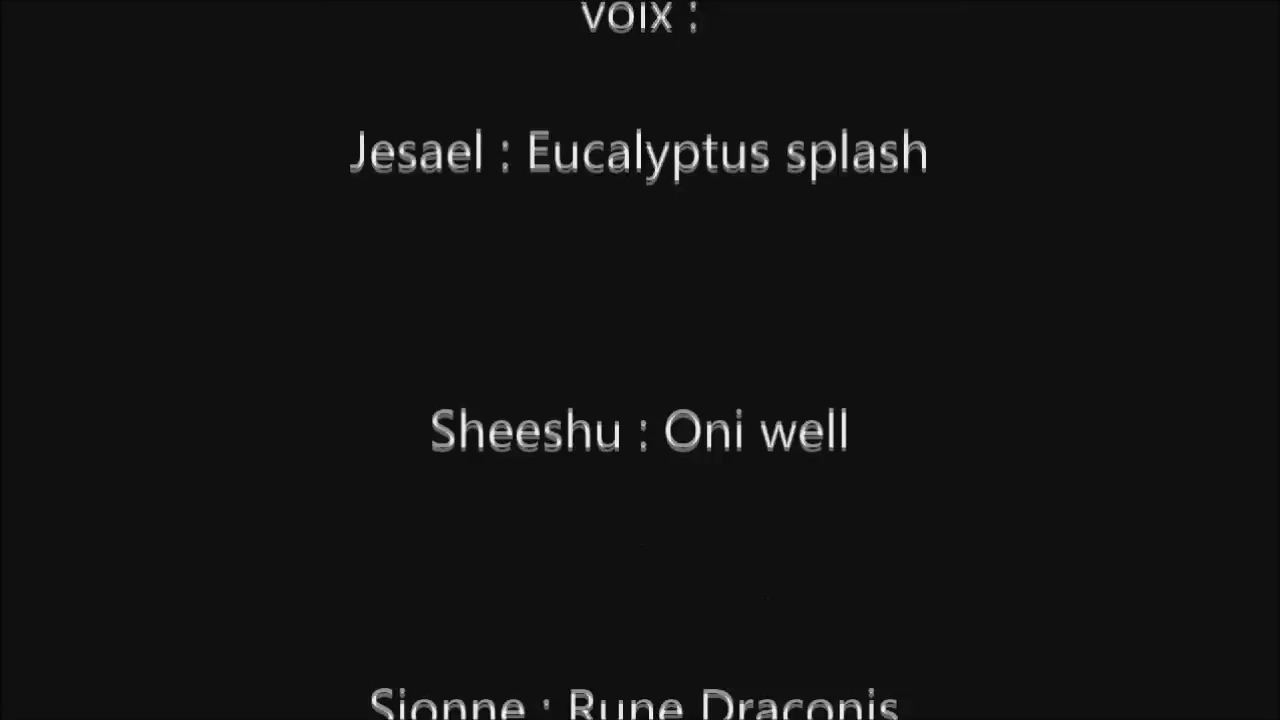 voix :
Jesael : Eucalyptus splash
Sheeshu : Oni well
Sionne : Rune Draconis